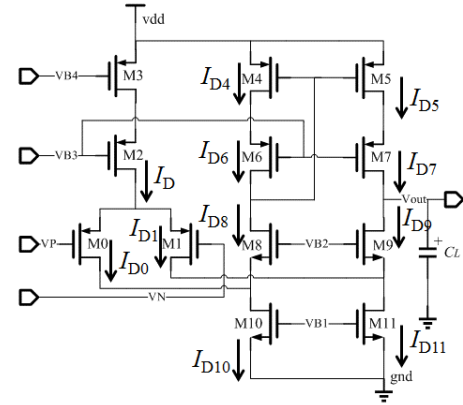 vdd
VB4
M3
M4
M5
I_D4
I_D5
VB3
M2
I_D6
M6
M7
I_D
I_D7
Vout
VP
M0
I_D1
M1
I_D8
M8
VB2
M9
I_D9
+
C_L
I_D0
VN
M10
VB1
M11
I_D10
gnd
I_D11